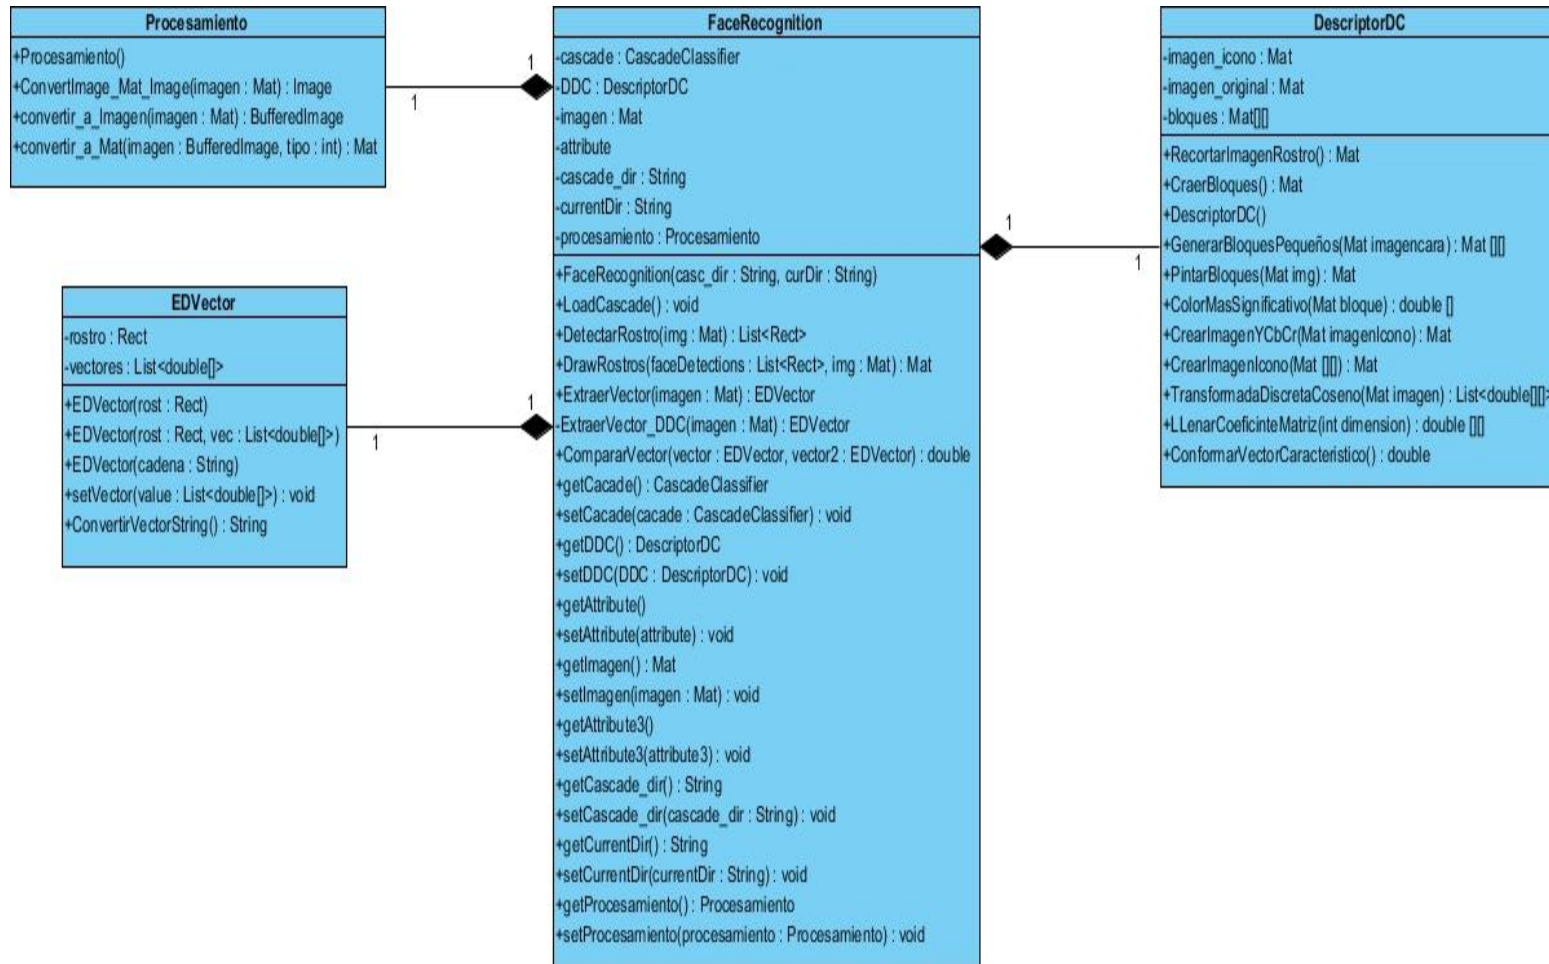 Procesamiento
+Procesamiento()
+ConvertImage_Mat_Image(imagen : Mat) : Image
+convertir_a_Imagen(imagen : Mat) : BufferedImage
+convertir_a_Mat(imagen : BufferedImage, tipo : int) : Mat
1
1
FaceRecognition
-cascade : CascadeClassifier
-DDC : DescriptorDC
-imagen : Mat
-attribute
-cascade_dir : String
-currentDir : String
-procesamiento : Procesamiento
+FaceRecognition(casc_dir : String, curDir : String)
+LoadCascade() : void
+DetectarRostro(img : Mat) : List<Rect>
+DrawRostros(faceDetections : List<Rect>, img : Mat) : Mat
+ExtraerVector(imagen : Mat) : EDVector
-ExtraerVector_DDC(imagen : Mat) : EDVector
+CompararVector(vector : EDVector, vector2 : EDVector) : double
+getCacade() : CascadeClassifier
+setCacade(cacade : CascadeClassifier) : void
+getDDC() : DescriptorDC
+setDDC(DDC : DescriptorDC) : void
+getAttribute()
+setAttribute(attribute) : void
+getImagen() : Mat
+setImagen(imagen : Mat) : void
+getAttribute3()
+setAttribute3(attribute3) : void
+getCascade_dir() : String
+setCascade_dir(cascade_dir : String) : void
+getCurrentDir() : String
+setCurrentDir(currentDir : String) : void
+getProcesamiento() : Procesamiento
+setProcesamiento(procesamiento : Procesamiento) : void
1
1
DescriptorDC
-imagen_icono : Mat
-imagen_original : Mat
-bloques : Mat[][]
+RecortarImagenRostro() : Mat
+CraerBloques() : Mat
+DescriptorDC()
+GenerarBloquesPequeños(Mat imagencara) : Mat [][]
+PintarBloques(Mat img) : Mat
+ColorMasSignificativo(Mat bloque) : double []
+CrearImagenYCbCr(Mat imagenIcono) : Mat
+CrearImagenIcono(Mat [][]) : Mat
+TransformadaDiscretaCoseno(Mat imagen) : List<double[][]>
+LLenarCoeficinteMatriz(int dimension) : double [][]
+ConformarVectorCaracteristico() : double
EDVector
-rostro : Rect
-vectores : List<double[]>
+EDVector(rost : Rect)
+EDVector(rost : Rect, vec : List<double[]>)
+EDVector(cadena : String)
+setVector(value : List<double[]>) : void
+ConvertirVectorString() : String
1
1